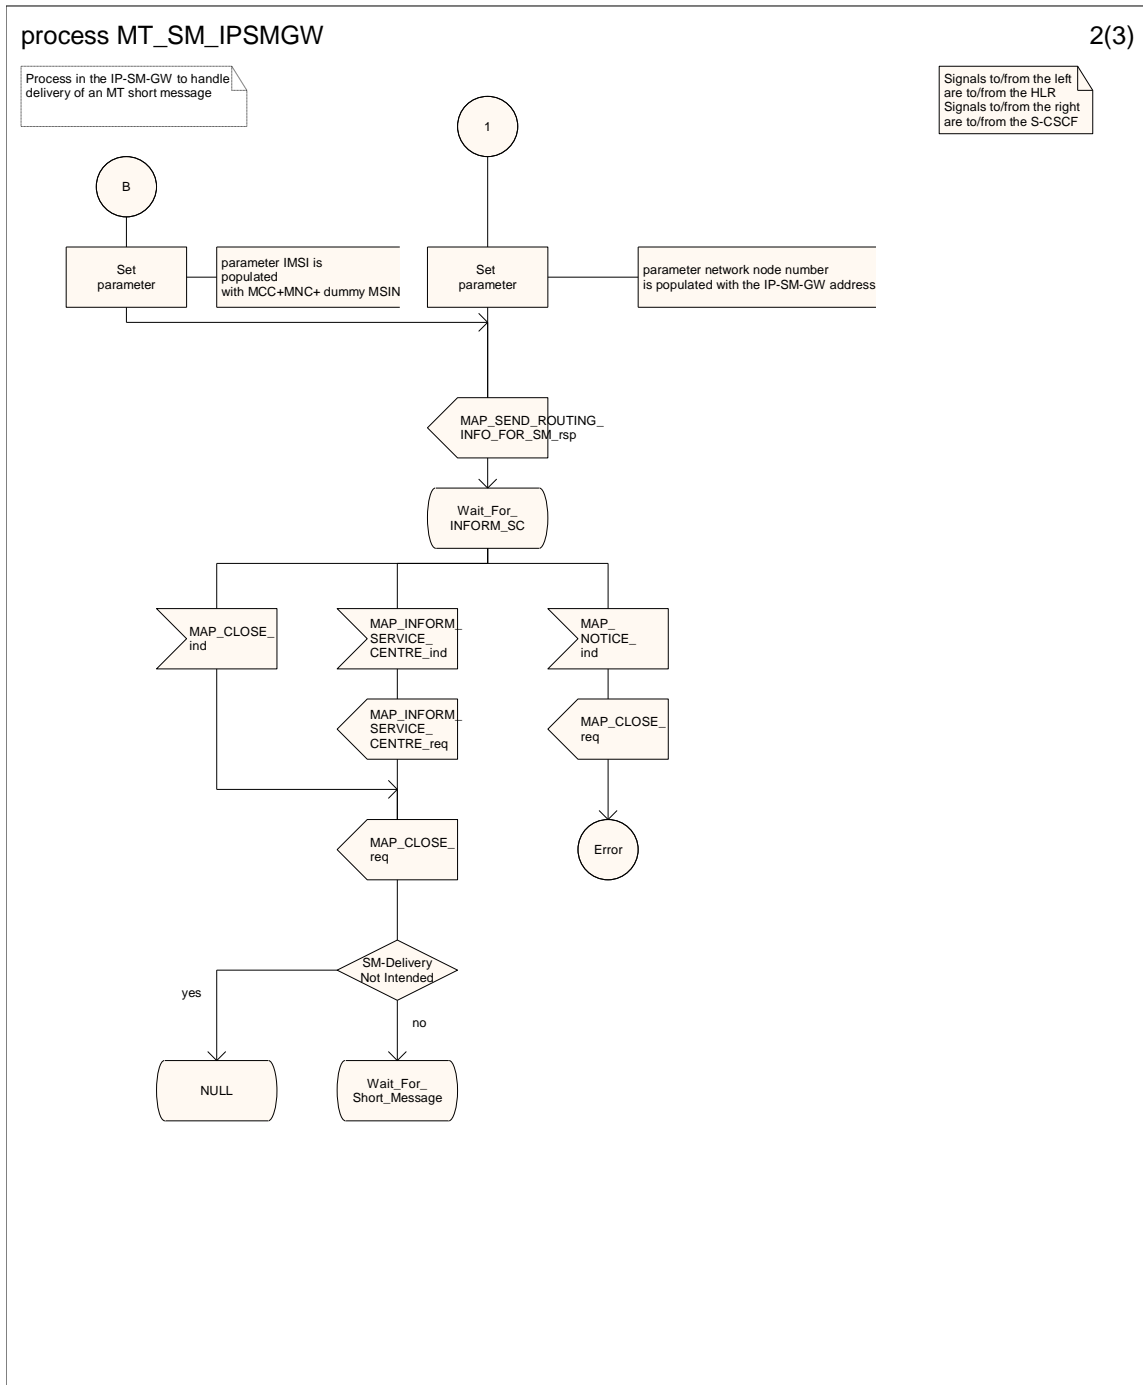 process MT_SM_IPSMGW
2(3)
Process in the IP-SM-GW to handle
delivery of an MT short message
Signals to/from the left
are to/from the HLR
Signals to/from the right
are to/from the S-CSCF
1
B
Set
parameter
parameter IMSI is
populated
with MCC+MNC+ dummy MSIN
Set
parameter
parameter network node number
is populated with the IP-SM-GW address
MAP_SEND_ROUTING_
INFO_FOR_SM_rsp
Wait_For_
INFORM_SC
MAP_CLOSE_
ind
MAP_INFORM_
SERVICE_
CENTRE_ind
MAP_
NOTICE_
ind
MAP_INFORM_
SERVICE_
CENTRE_req
MAP_CLOSE_
req
MAP_CLOSE_
req
Error
SM-Delivery
Not Intended
yes
no
NULL
Wait_For_
Short_Message